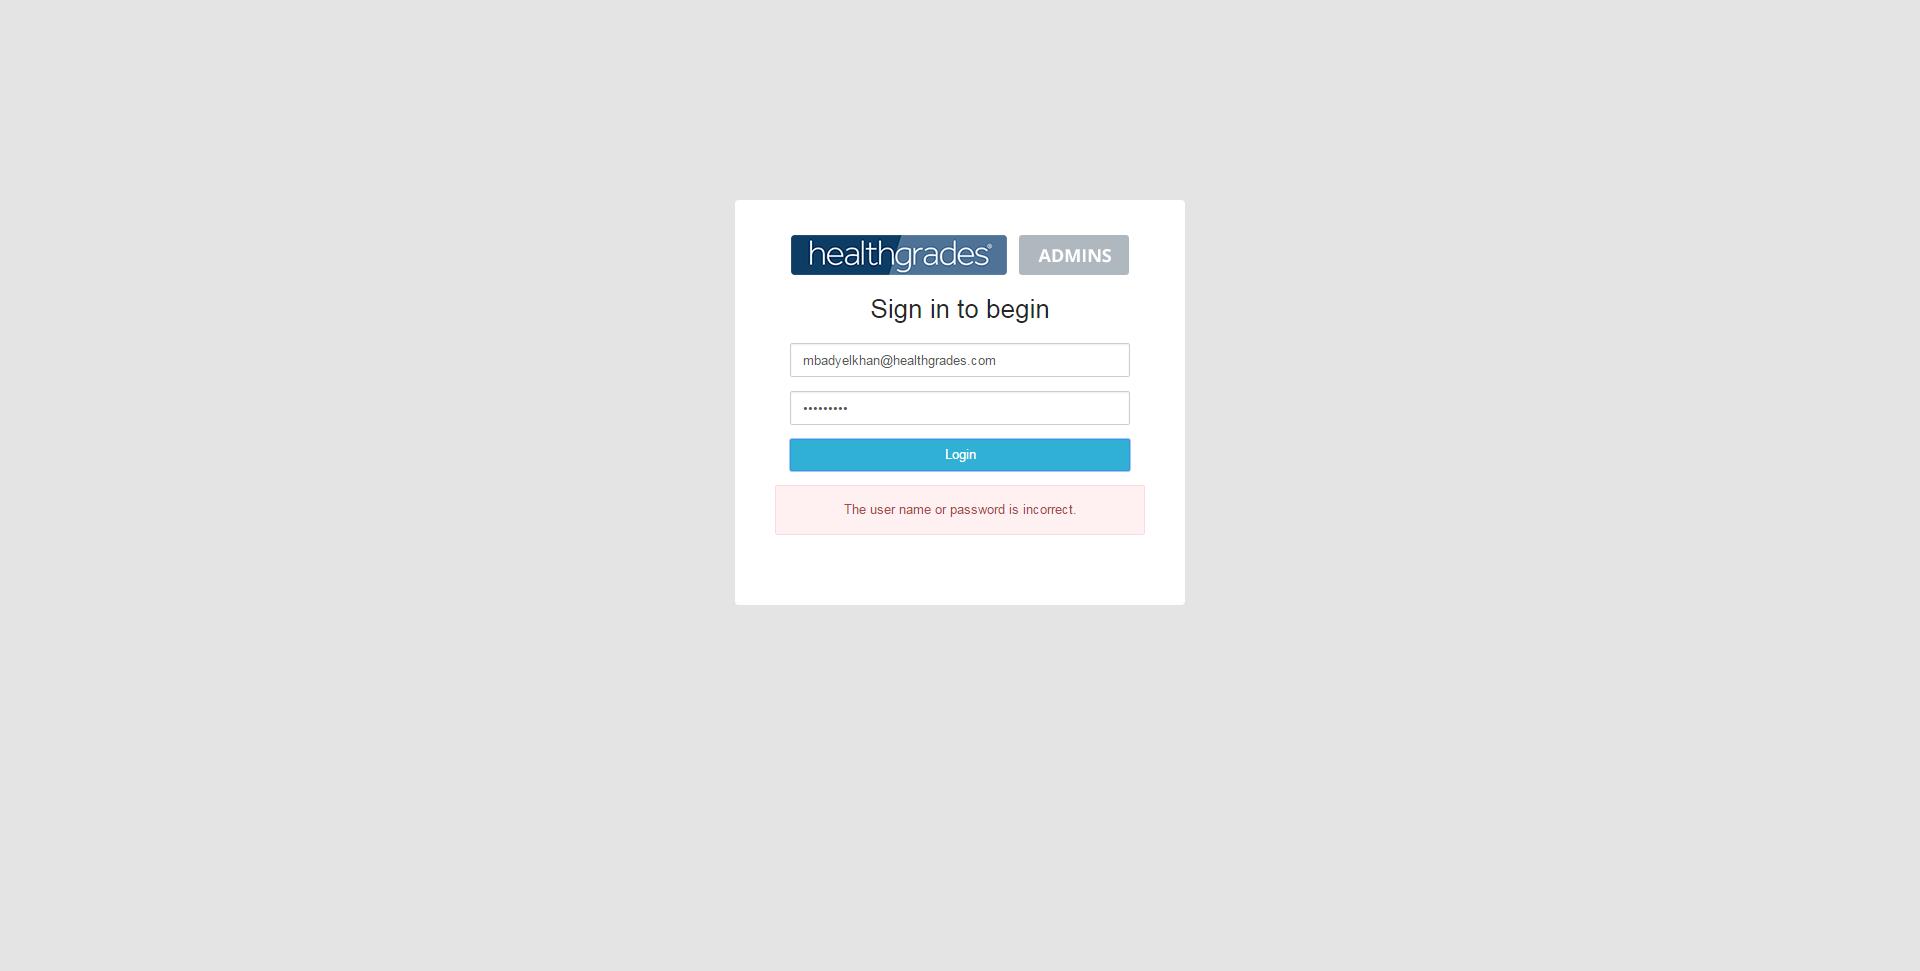 healthgrades® ADMINS
Sign in to begin
mbadyelkhan@healthgrades.com
•••••••••
Login
The user name or password is incorrect.